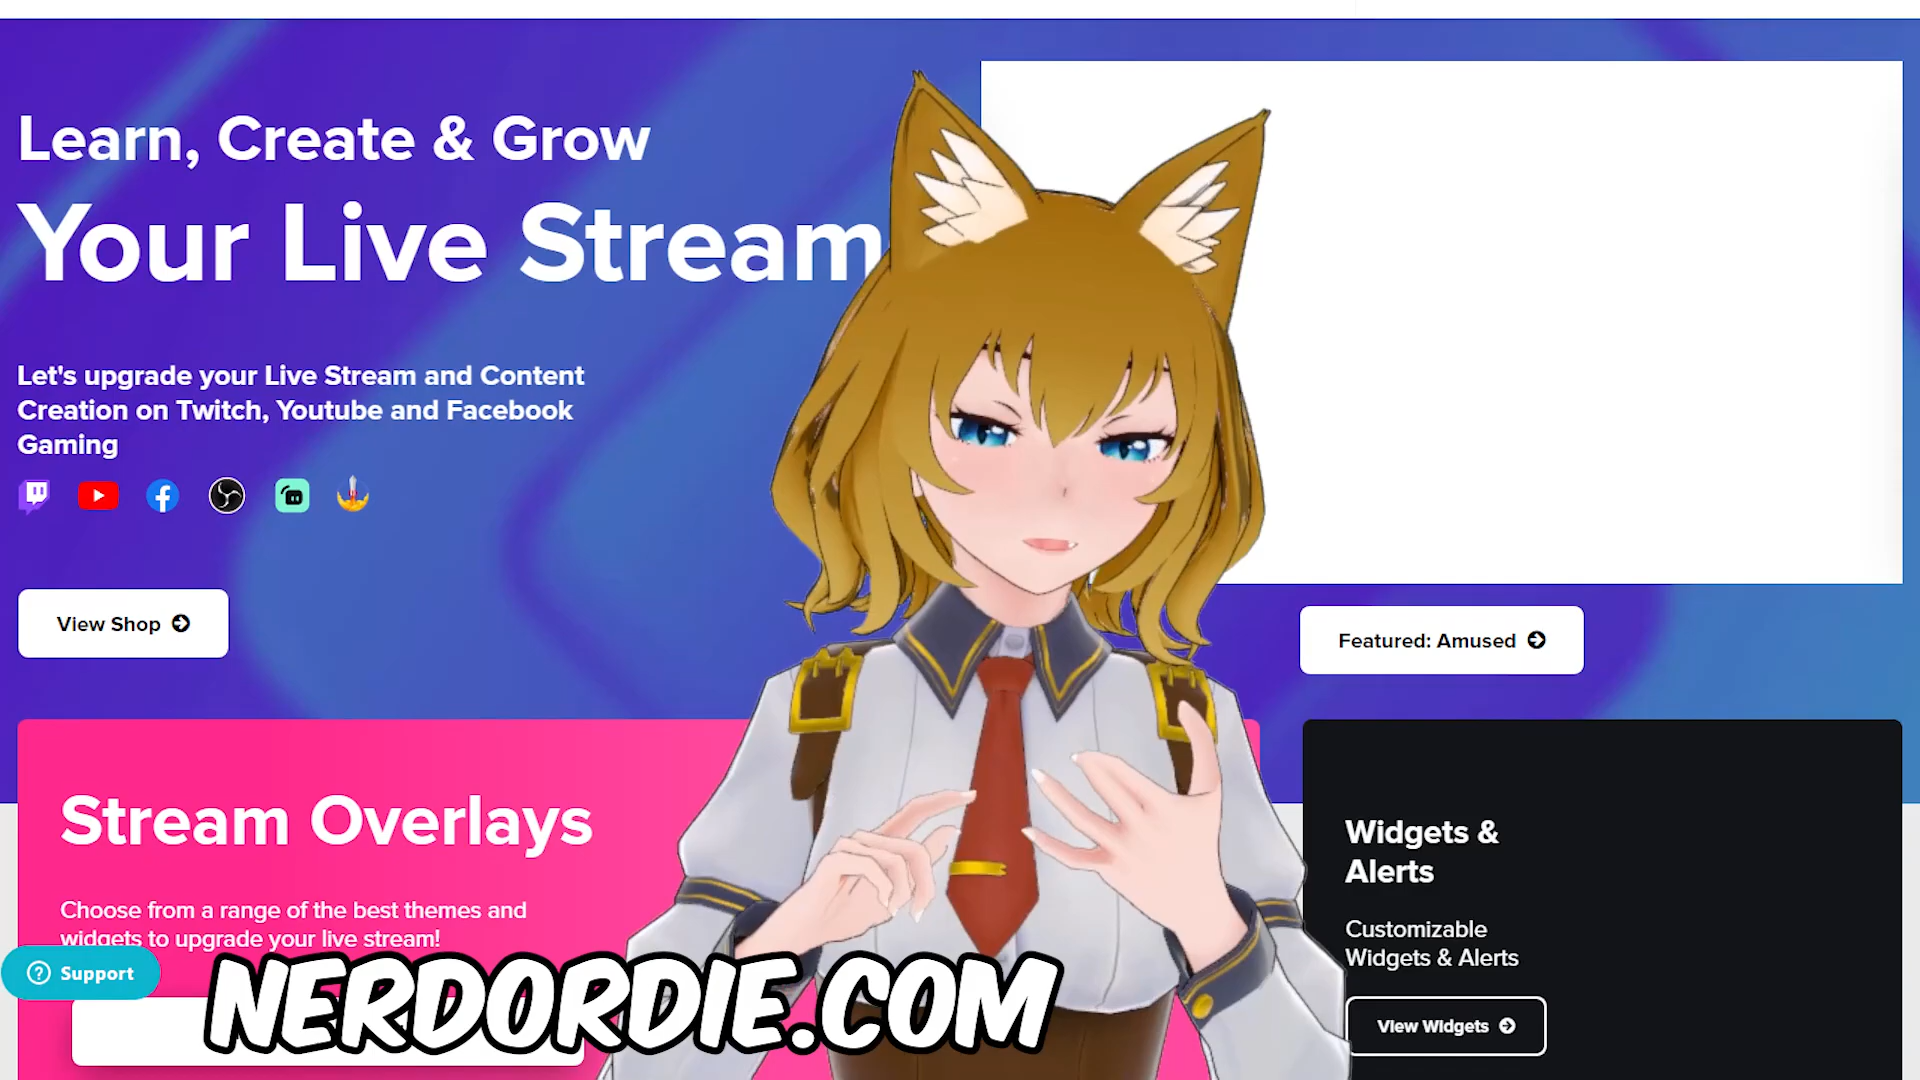 Learn, Create & Grow
Your Live Stream
Let's upgrade your Live Stream and Content
Creation on Twitch, Youtube and Facebook
Gaming
View Shop
Featured: Amused
Stream Overlays
Choose from a range of the best themes and
widgets to upgrade your live stream!
Widgets &
Alerts
Customizable
Widgets & Alerts
View Widgets
Support
NERDORDIE.COM